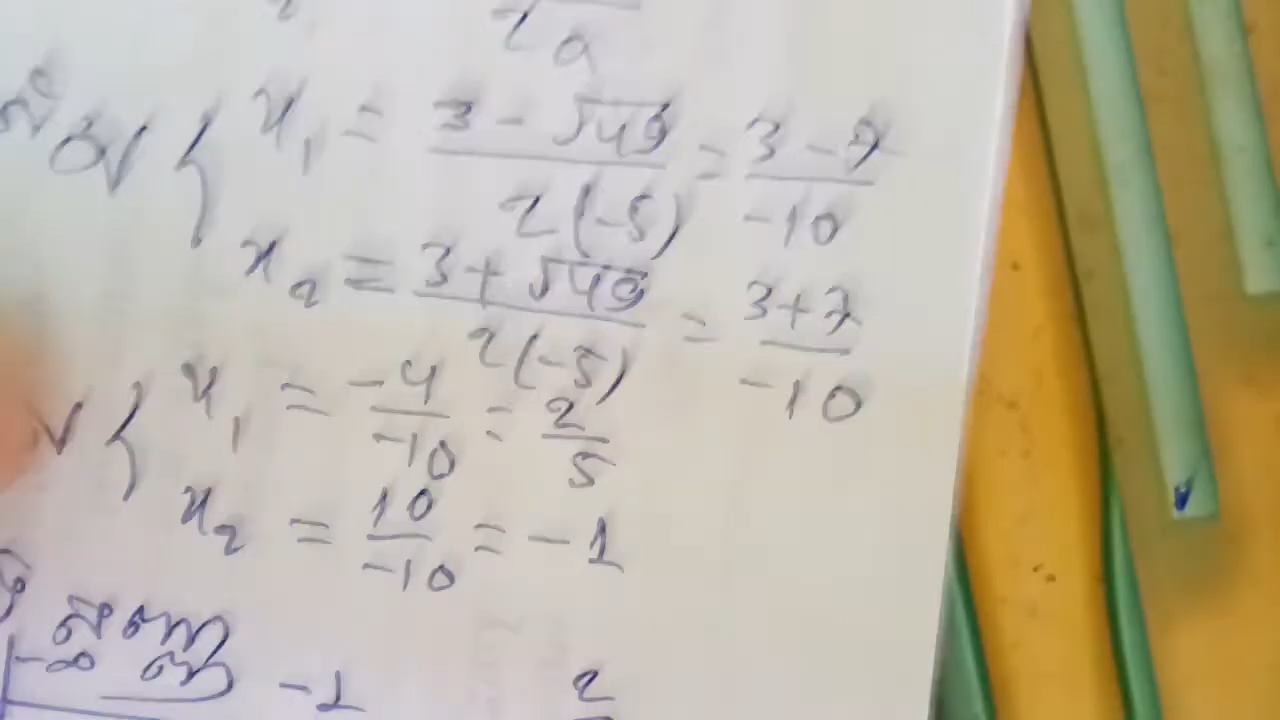 x₁ = 3 - √49 / 2(-5) = 3 - 7 / -10
x₂ = 3 + √49 / 2(-5) = 3 + 7 / -10
x₁ = -4 / -10 = 2 / 5
x₂ = 10 / -10 = -1
-∞ -1 2